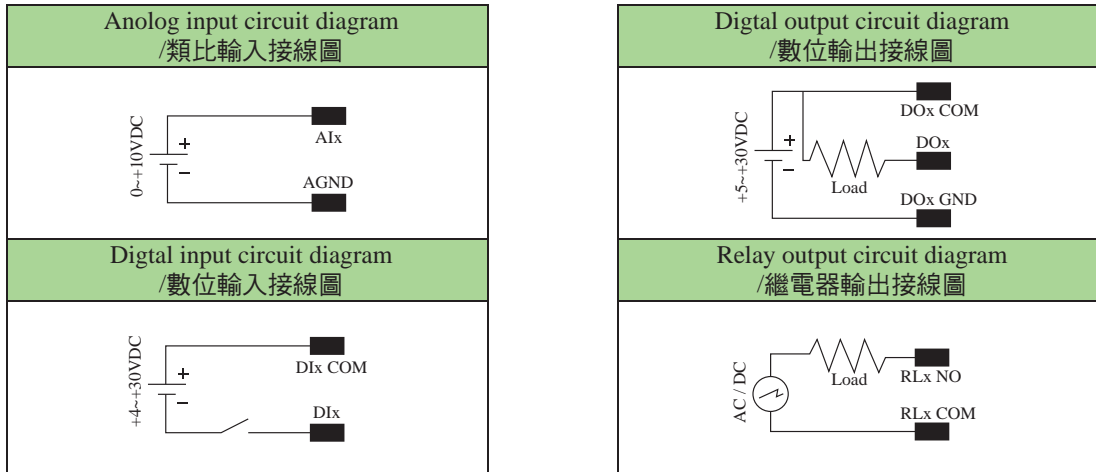 Anolog input circuit diagram
/類比輸入接線圖
0~+10VDC
+
−
AIx
AGND
Digtal output circuit diagram
/數位輸出接線圖
+5~+30VDC
+
−
DOx COM
DOx
Load
DOx GND
Digtal input circuit diagram
/數位輸入接線圖
+4~+30VDC
+
−
DIx COM
DIx
Relay output circuit diagram
/繼電器輸出接線圖
AC / DC
Load
RLx NO
RLx COM